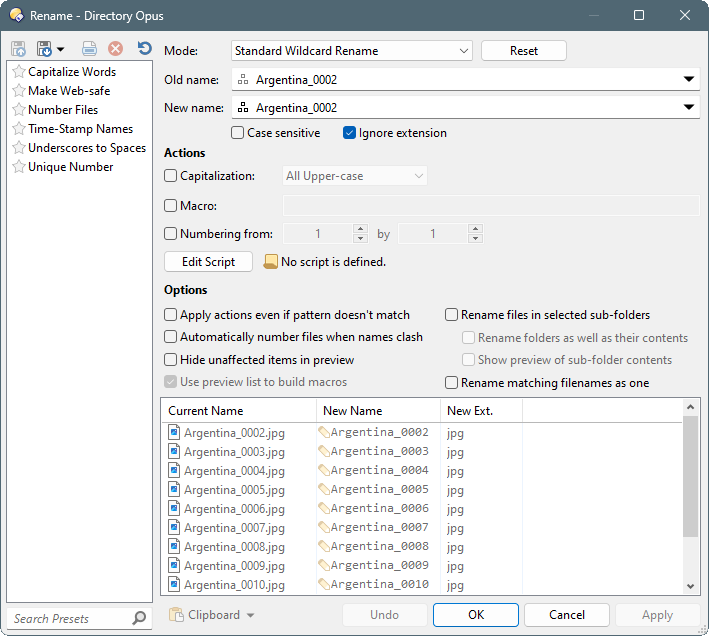 Rename - Directory Opus
Mode: Standard Wildcard Rename Reset
Capitalize Words
Make Web-safe
Number Files
Time-Stamp Names
Underscores to Spaces
Unique Number
Old name: Argentina_0002
New name: Argentina_0002
Case sensitive Ignore extension
Actions
Capitalization: All Upper-case
Macro:
Numbering from: 1 by 1
Edit Script No script is defined.
Options
Apply actions even if pattern doesn't match Rename files in selected sub-folders
Automatically number files when names clash Rename folders as well as their contents
Hide unaffected items in preview Show preview of sub-folder contents
Use preview list to build macros Rename matching filenames as one
Current Name New Name New Ext.
Argentina_0002.jpg Argentina_0002 jpg
Argentina_0003.jpg Argentina_0003 jpg
Argentina_0004.jpg Argentina_0004 jpg
Argentina_0005.jpg Argentina_0005 jpg
Argentina_0006.jpg Argentina_0006 jpg
Argentina_0007.jpg Argentina_0007 jpg
Argentina_0008.jpg Argentina_0008 jpg
Argentina_0009.jpg Argentina_0009 jpg
Argentina_0010.jpg Argentina_0010 jpg
Search Presets Clipboard Undo OK Cancel Apply